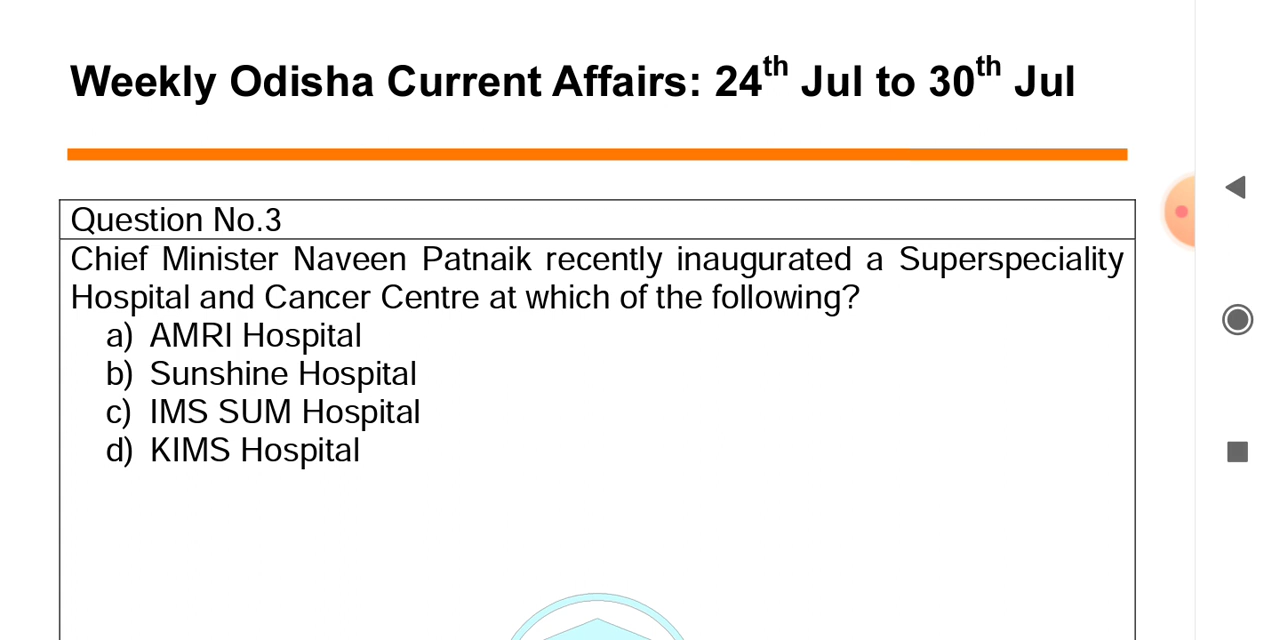 Weekly Odisha Current Affairs: 24th Jul to 30th Jul
Question No.3
Chief Minister Naveen Patnaik recently inaugurated a Superspeciality
Hospital and Cancer Centre at which of the following?
a) AMRI Hospital
b) Sunshine Hospital
c) IMS SUM Hospital
d) KIMS Hospital